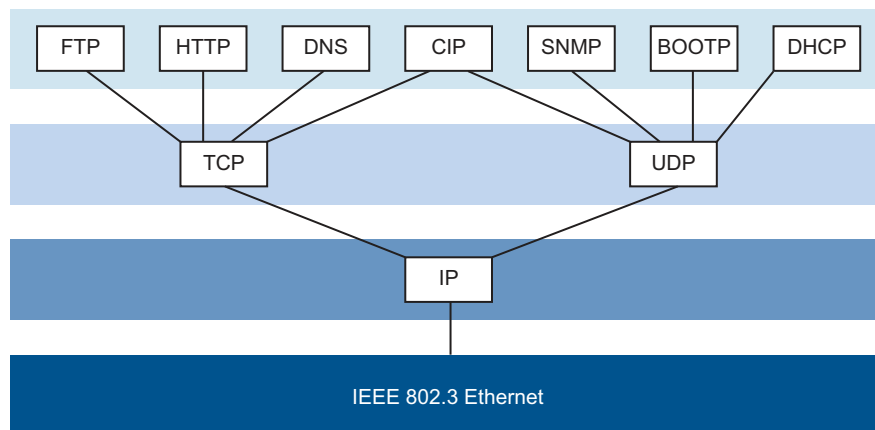 FTP
HTTP
DNS
CIP
SNMP
BOOTP
DHCP
TCP
UDP
IP
IEEE 802.3 Ethernet